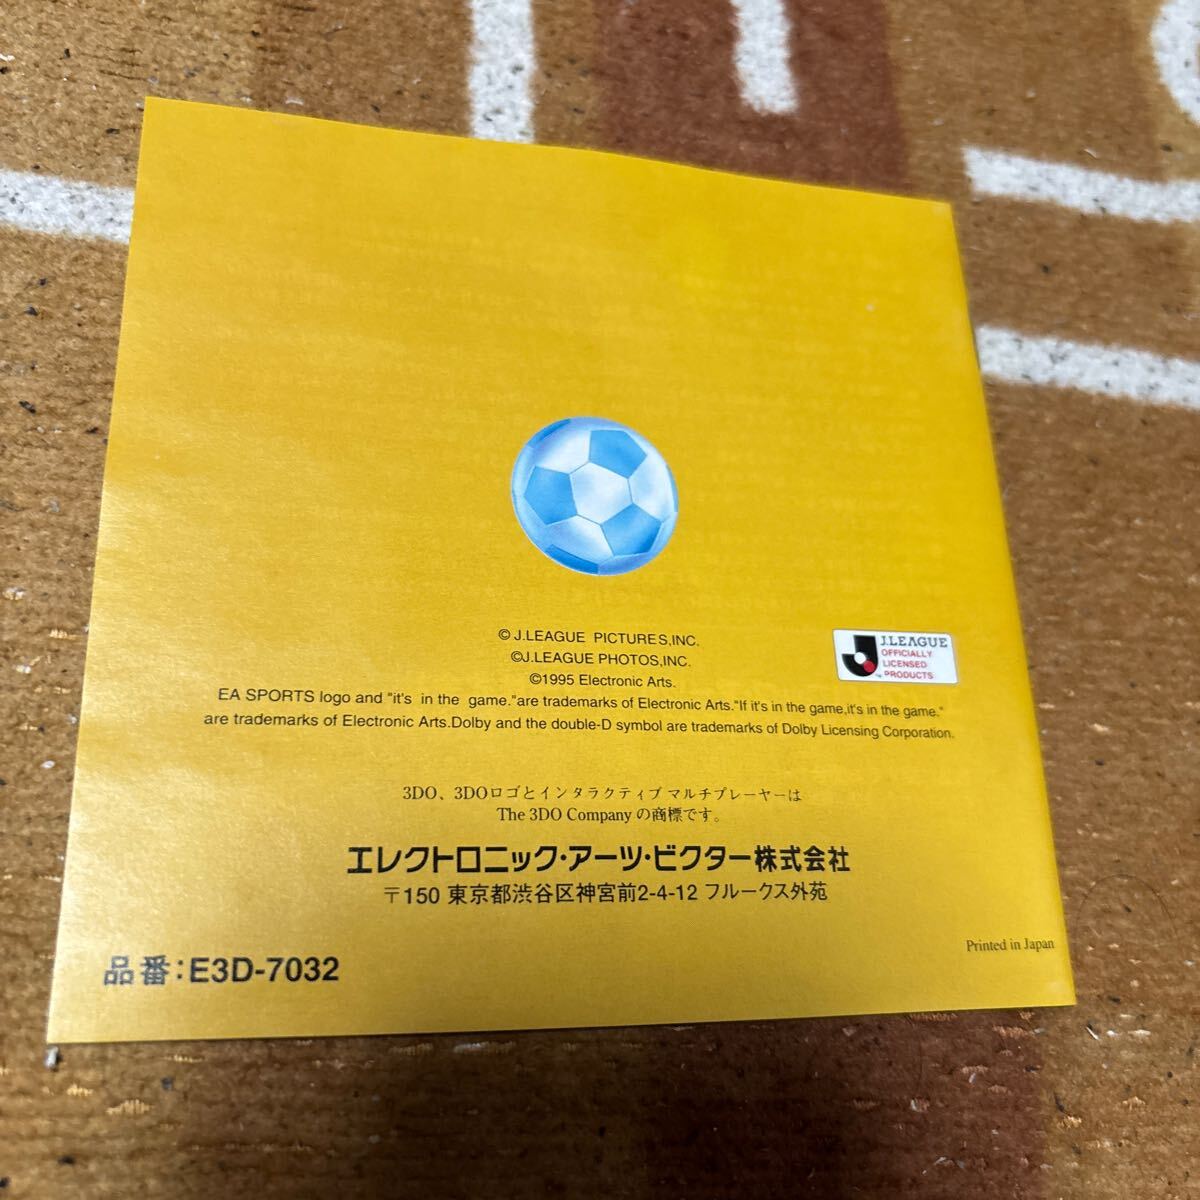 © J.LEAGUE PICTURES,INC.
©J.LEAGUE PHOTOS,INC.
©1995 Electronic Arts.
J.LEAGUE
OFFICIALLY
LICENSED
PRODUCTS
EA SPORTS logo and "it's in the game."are trademarks of Electronic Arts."If it's in the game,it's in the game."
are trademarks of Electronic Arts.Dolby and the double-D symbol are trademarks of Dolby Licensing Corporation.
3DO、3DOロゴとインタラクティブ マルチプレーヤーは
The 3DO Company の商標です。
エレクトロニック・アーツ・ビクター株式会社
〒150 東京都渋谷区神宮前2-4-12 フルークス外苑
Printed in Japan
品番：E3D-7032